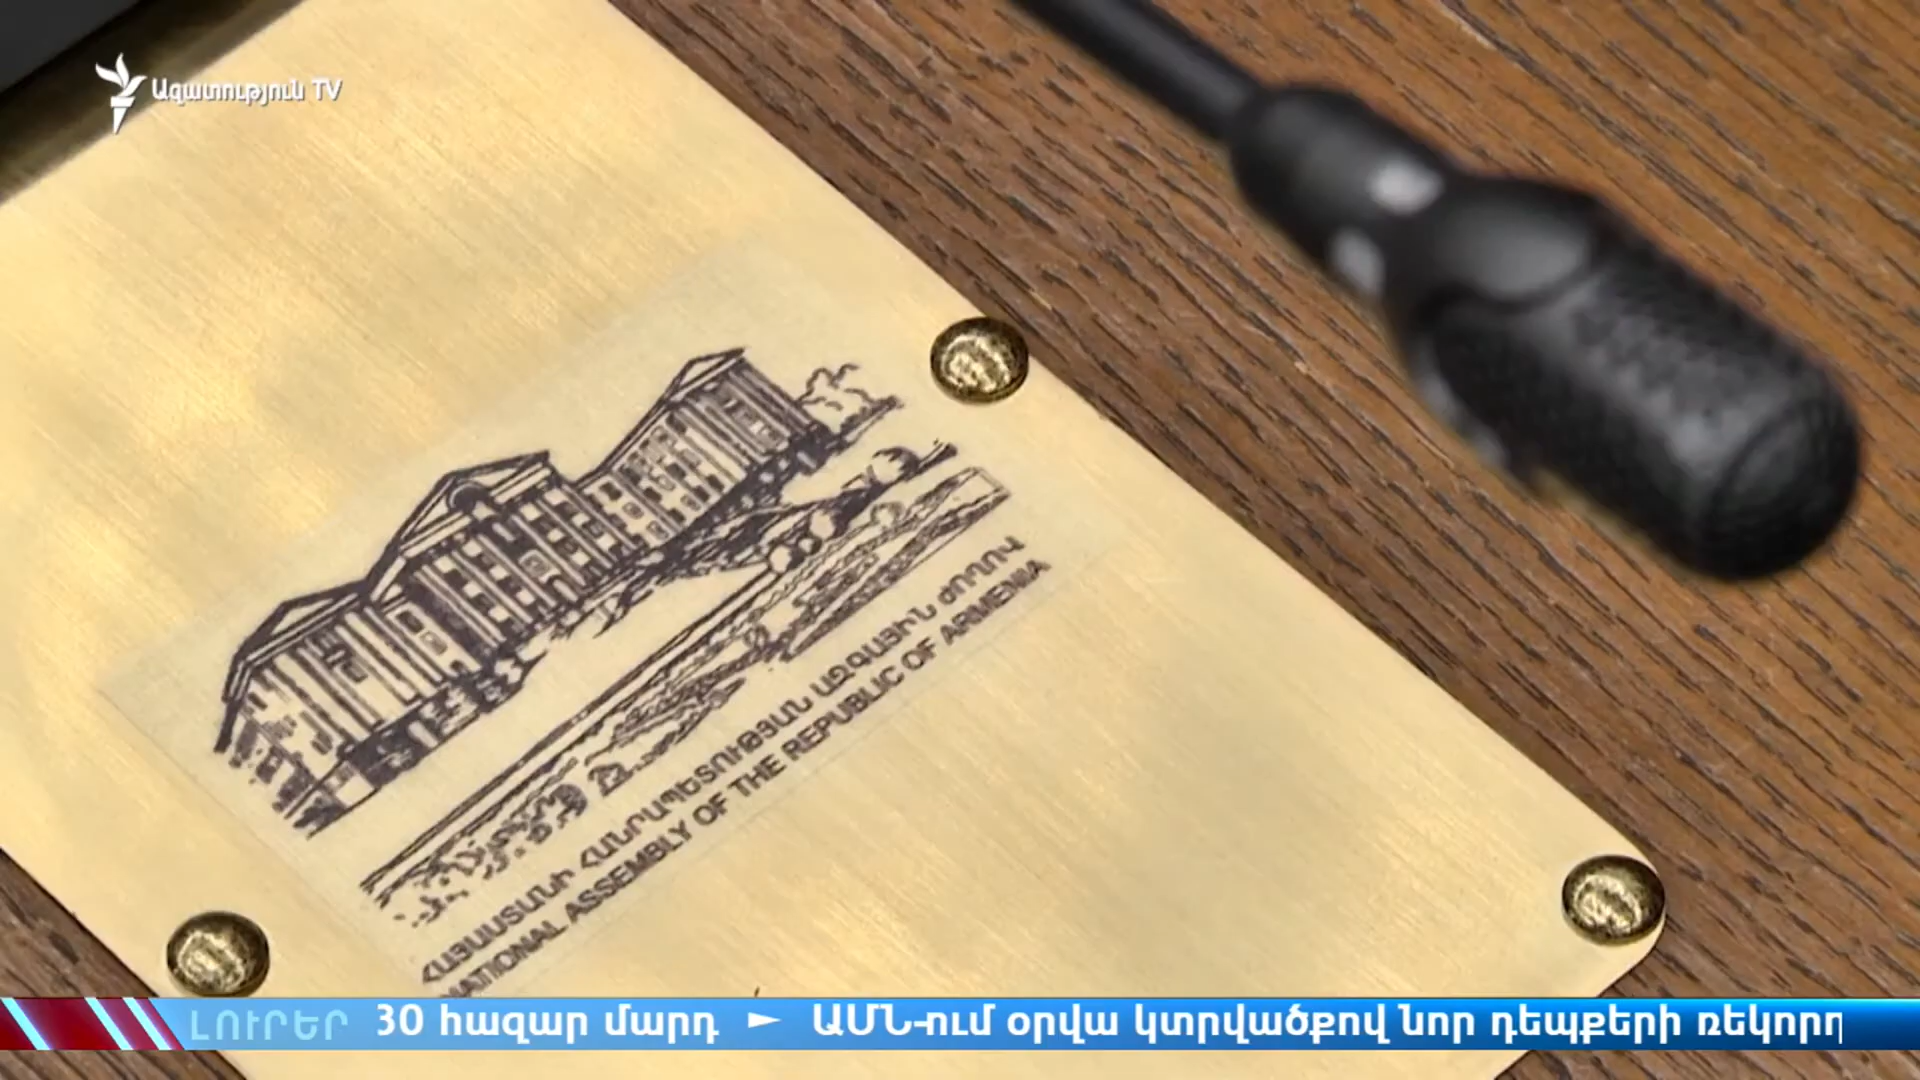 Ազատություն TV
ՀԱՅԱՍՏԱՆԻ ՀԱՆՐԱՊԵՏՈՒԹՅԱՆ ԱԶԳԱՅԻՆ ԺՈՂՈՎ
NATIONAL ASSEMBLY OF THE REPUBLIC OF ARMENIA
ԼՈՒՐԵՐ 30 հազար մարդ ► ԱՄՆ-ում օրվա կտրվածքով նոր դեպքերի ռեկորդ